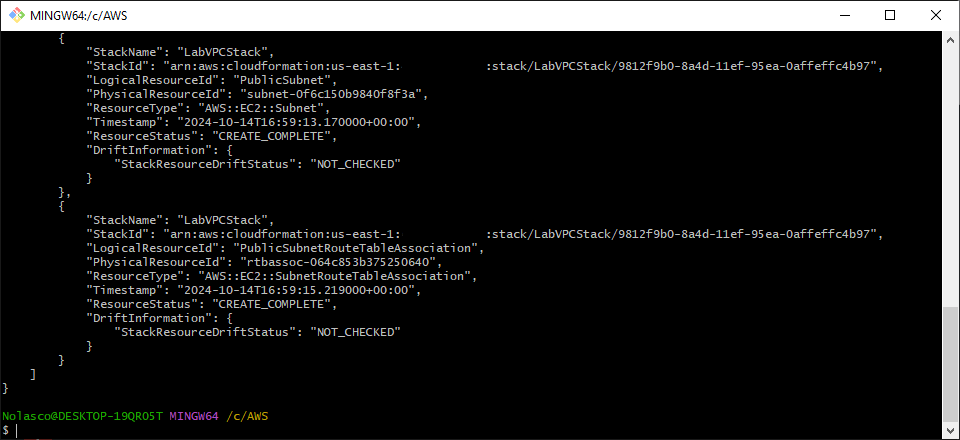 MINGW64:/c/AWS
{
"StackName": "LabVPCStack",
"StackId": "arn:aws:cloudformation:us-east-1: :stack/LabVPCStack/9812f9b0-8a4d-11ef-95ea-0affeffc4b97",
"LogicalResourceId": "PublicSubnet",
"PhysicalResourceId": "subnet-0f6c150b9840f8f3a",
"ResourceType": "AWS::EC2::Subnet",
"Timestamp": "2024-10-14T16:59:13.170000+00:00",
"ResourceStatus": "CREATE_COMPLETE",
"DriftInformation": {
"StackResourceDriftStatus": "NOT_CHECKED"
}
},
{
"StackName": "LabVPCStack",
"StackId": "arn:aws:cloudformation:us-east-1: :stack/LabVPCStack/9812f9b0-8a4d-11ef-95ea-0affeffc4b97",
"LogicalResourceId": "PublicSubnetRouteTableAssociation",
"PhysicalResourceId": "rtbassoc-064c853b375250640",
"ResourceType": "AWS::EC2::SubnetRouteTableAssociation",
"Timestamp": "2024-10-14T16:59:15.219000+00:00",
"ResourceStatus": "CREATE_COMPLETE",
"DriftInformation": {
"StackResourceDriftStatus": "NOT_CHECKED"
}
}
]
}
Nolasco@DESKTOP-19QRO5T MINGW64 /c/AWS
$